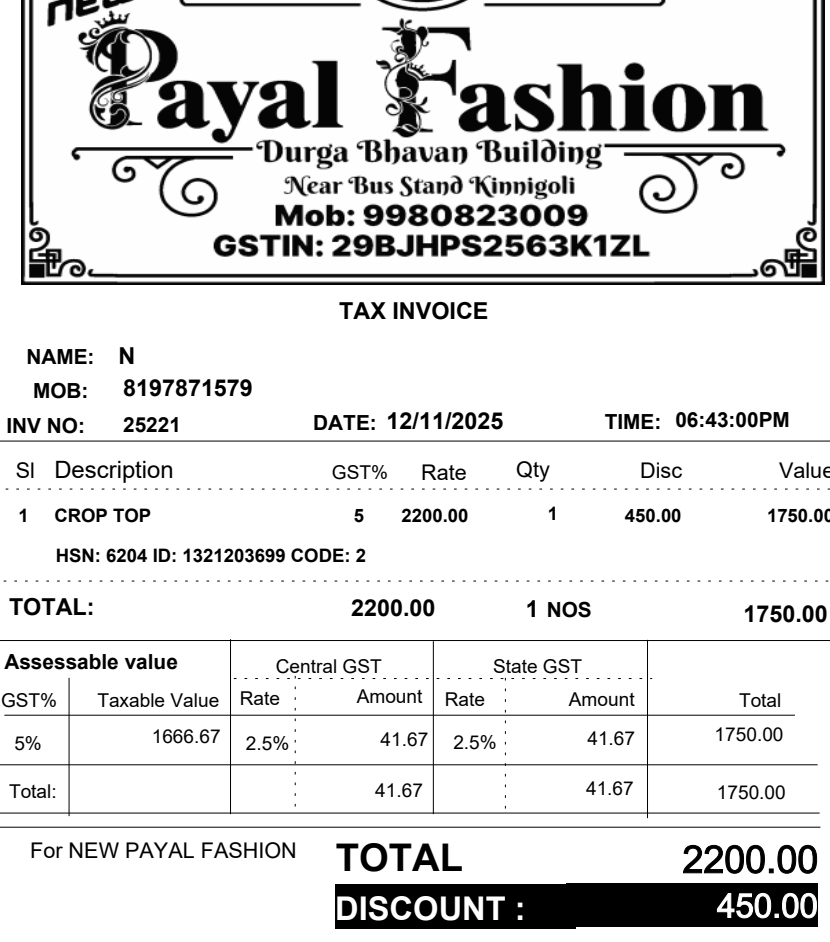 new
Payal Fashion
Durga Bhavan Building
Near Bus Stand Kinnigoli
Mob: 9980823009
GSTIN: 29BJHPS2563K1ZL
TAX INVOICE
NAME: N
MOB: 8197871579
INV NO: 25221 DATE: 12/11/2025 TIME: 06:43:00PM
Sl Description GST% Rate Qty Disc Value
1 CROP TOP 5 2200.00 1 450.00 1750.00
HSN: 6204 ID: 1321203699 CODE: 2
TOTAL: 2200.00 1 NOS 1750.00
Assessable value Central GST State GST
GST% Taxable Value Rate Amount Rate Amount Total
5% 1666.67 2.5% 41.67 2.5% 41.67 1750.00
Total: 41.67 41.67 1750.00
For NEW PAYAL FASHION TOTAL 2200.00
DISCOUNT : 450.00